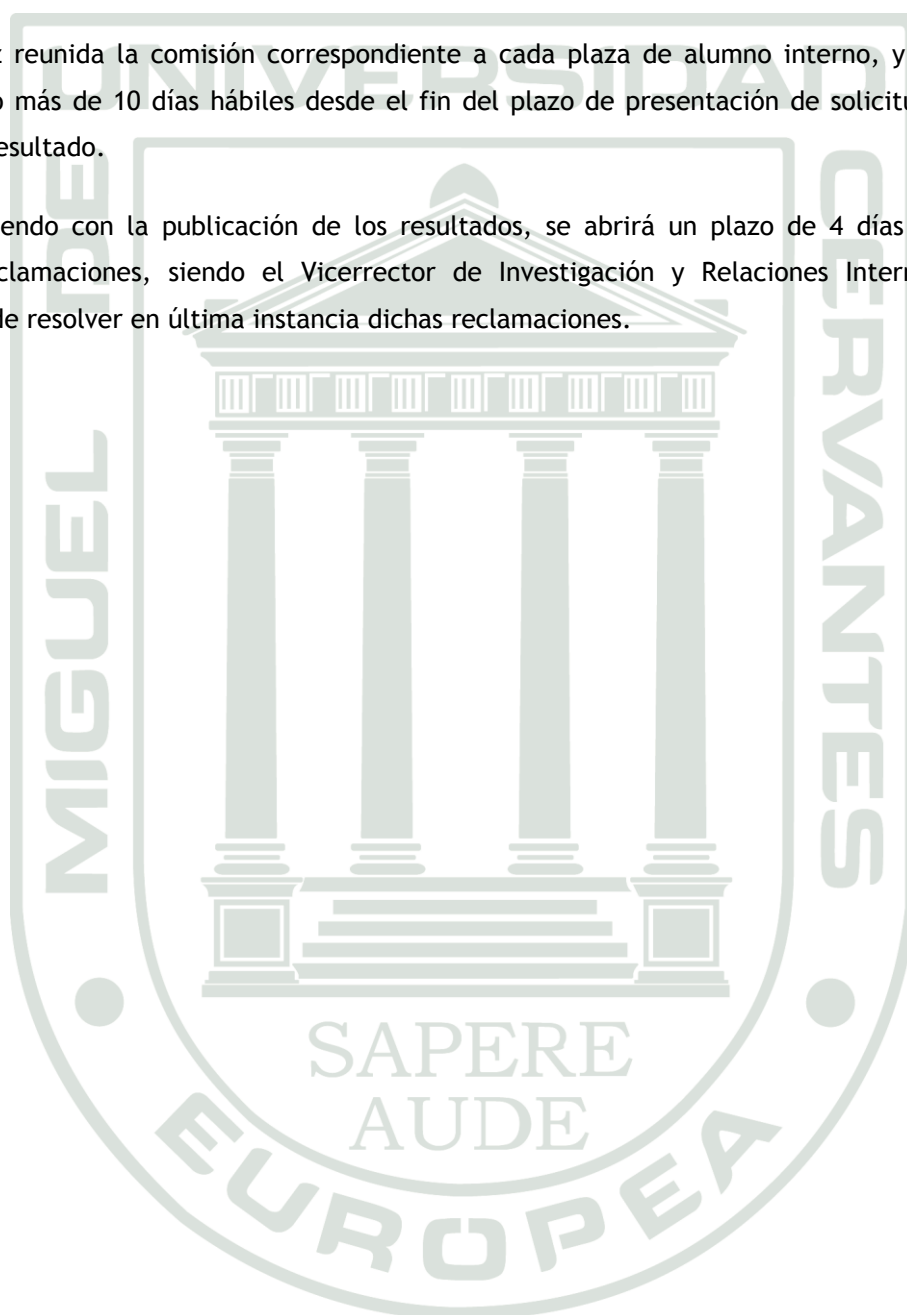 reunida la comisión correspondiente a cada plaza de alumno interno, y
más de 10 días hábiles desde el fin del plazo de presentación de
esultado.
endo con la publicación de los resultados, se abrirá un plazo de 4 días
clamaciones, siendo el Vicerrector de Investigación y Relaciones
de resolver en última instancia dichas reclamaciones.
UNIVERSIDAD
DE
CERVANTES
MIGUEL
SAPERE
AUDE
EUROPEA